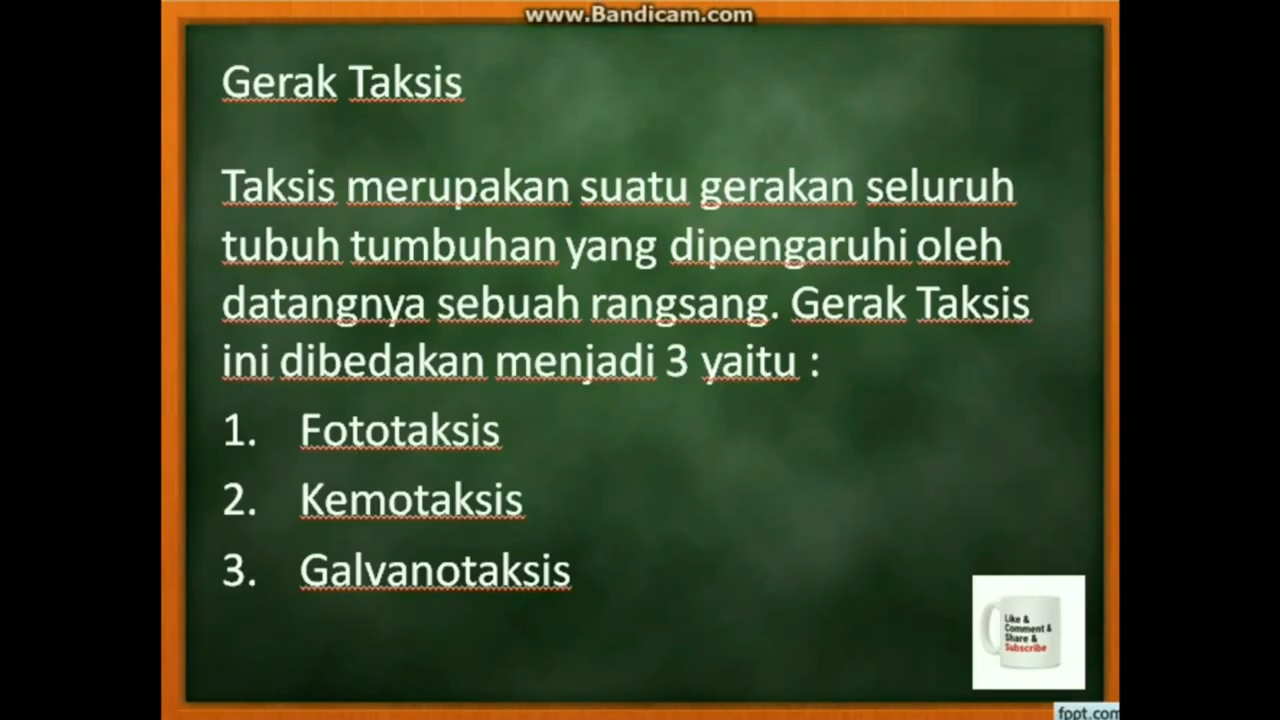 www.Bandicam.com
Gerak Taksis
Taksis merupakan suatu gerakan seluruh
tubuh tumbuhan yang dipengaruhi oleh
datangnya sebuah rangsang. Gerak Taksis
ini dibedakan menjadi 3 yaitu :
1. Fototaksis
2. Kemotaksis
3. Galvanotaksis
Like &
Comment &
Share &
Subscribe
fppt.com